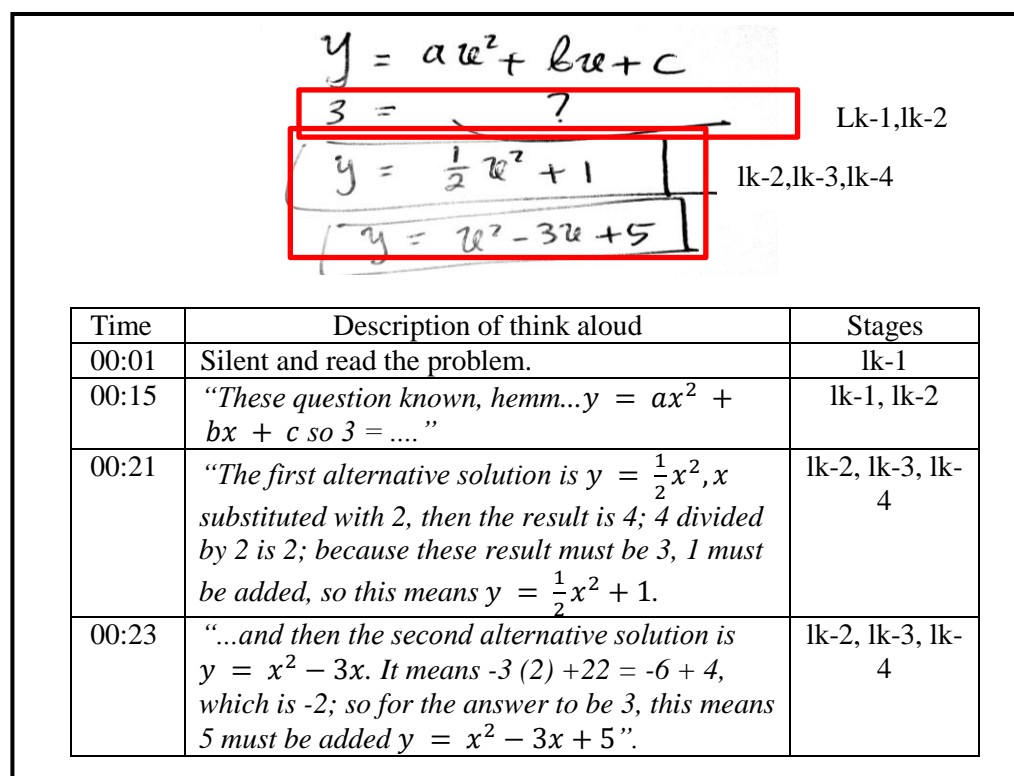 y = ax² + bx + c
3 = ? Lk-1,lk-2
y = 1/2 x² + 1 lk-2,lk-3,lk-4
y = x² - 3x + 5
Time Description of think aloud Stages
00:01 Silent and read the problem. lk-1
00:15 “These question known, hemm...y = ax² + lk-1, lk-2
bx + c so 3 = ....”
00:21 “The first alternative solution is y = 1/2 x², x lk-2, lk-3, lk-
substituted with 2, then the result is 4; 4 divided 4
by 2 is 2; because these result must be 3, 1 must
be added, so this means y = 1/2 x² + 1.
00:23 “...and then the second alternative solution is lk-2, lk-3, lk-
y = x² − 3x. It means -3 (2) +22 = -6 + 4, 4
which is -2; so for the answer to be 3, this means
5 must be added y = x² − 3x + 5”.